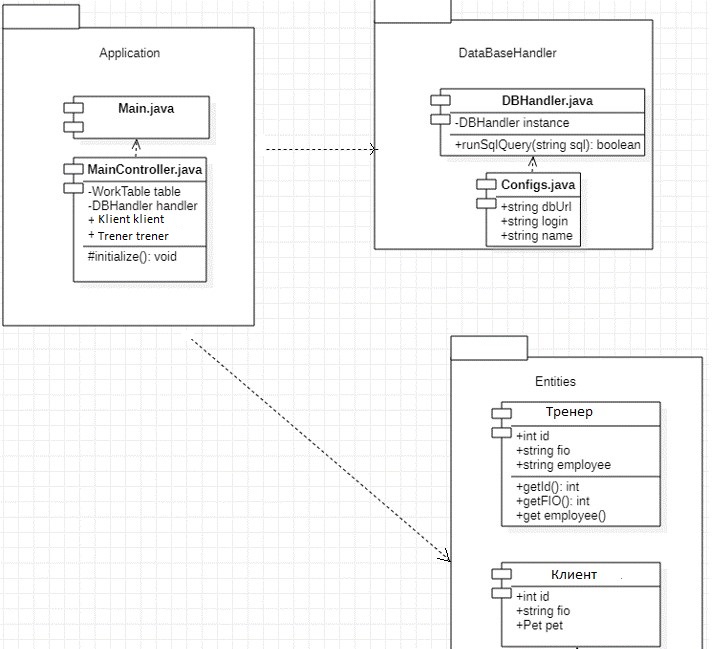 Application
Main.java
MainController.java
-WorkTable table
-DBHandler handler
+ Klient klient
+ Trener trener
#initialize(): void
DataBaseHandler
DBHandler.java
-DBHandler instance
+runSqlQuery(string sql): boolean
Configs.java
+string dbUrl
+string login
+string name
Entities
Тренер
+int id
+string fio
+string employee
+getId(): int
+getFIO(): int
+get employee()
Клиент
+int id
+string fio
+Pet pet